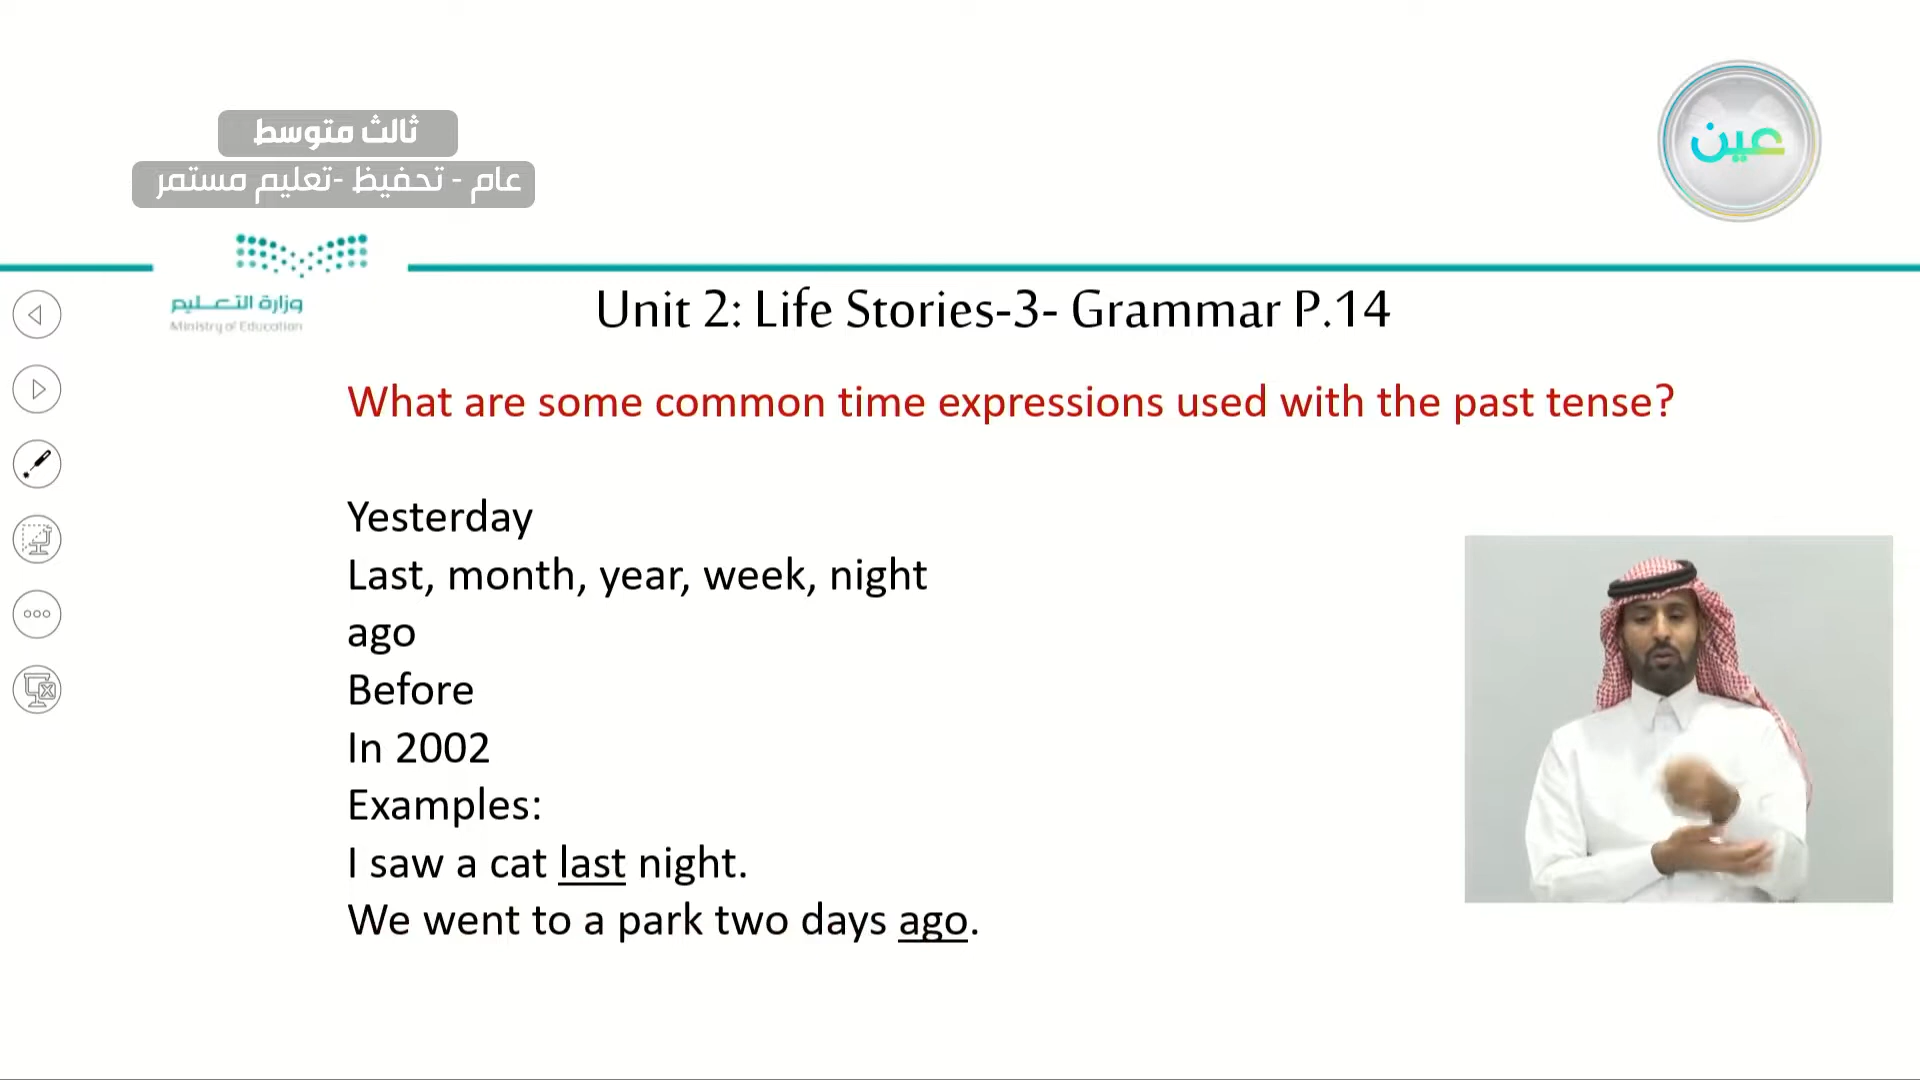 ثالث متوسط
عام - تحفيظ -تعليم مستمر
عين
وزارة التعليم
Ministry of Education
Unit 2: Life Stories-3- Grammar P.14
What are some common time expressions used with the past tense?
Yesterday
Last, month, year, week, night
ago
Before
In 2002
Examples:
I saw a cat last night.
We went to a park two days ago.